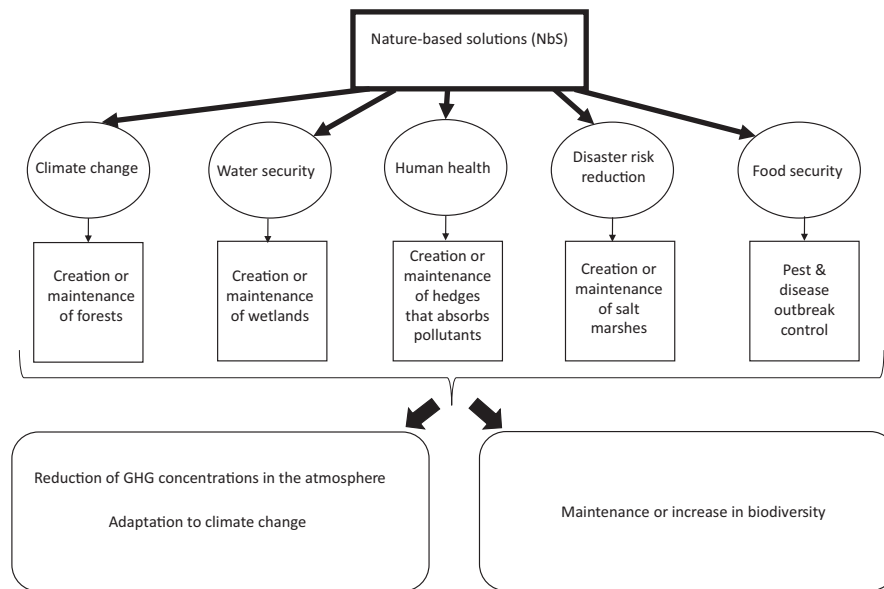 Nature-based solutions (NbS)
Climate change
Water security
Human health
Disaster risk
reduction
Food security
Creation or
maintenance
of forests
Creation or
maintenance
of wetlands
Creation or
maintenance
of hedges
that absorbs
pollutants
Creation or
maintenance
of salt
marshes
Pest &
disease
outbreak
control
Reduction of GHG concentrations in the atmosphere
Adaptation to climate change
Maintenance or increase in biodiversity